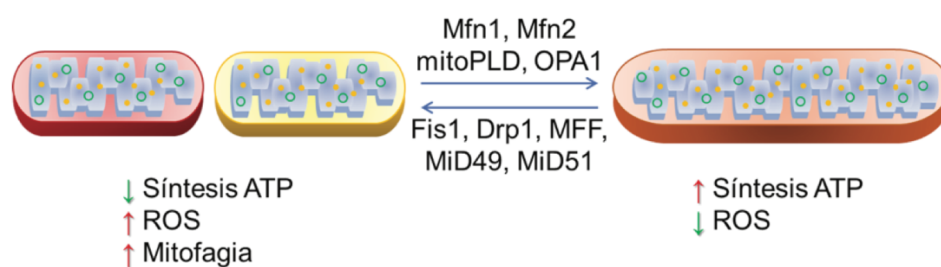 Mfn1, Mfn2
mitoPLD, OPA1
Fis1, Drp1, MFF,
MiD49, MiD51
↓ Síntesis ATP
↑ ROS
↑ Mitofagia
↑ Síntesis ATP
↓ ROS